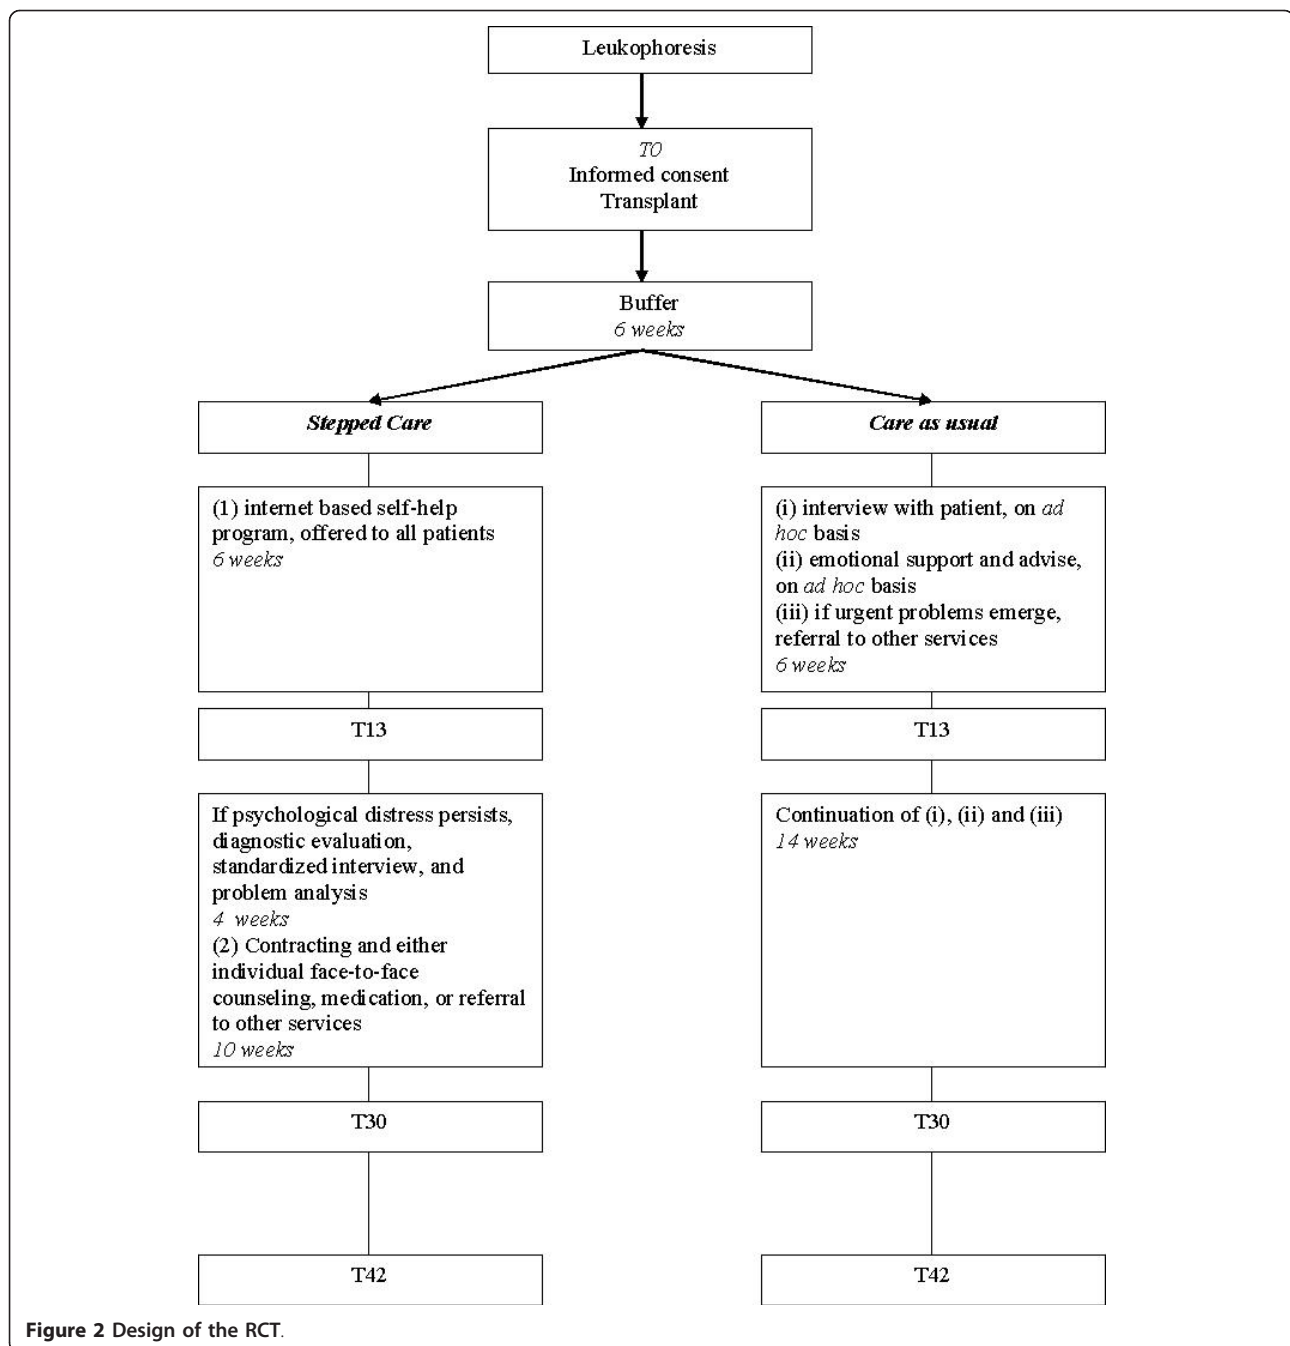 Leukophoresis
T0
Informed consent
Transplant
Buffer
6 weeks
Stepped Care
(1) internet based self-help
program, offered to all patients
6 weeks
T13
If psychological distress persists,
diagnostic evaluation,
standardized interview, and
problem analysis
4 weeks
(2) Contracting and either
individual face-to-face
counseling, medication, or referral
to other services
10 weeks
T30
T42
Care as usual
(i) interview with patient, on ad
hoc basis
(ii) emotional support and advise,
on ad hoc basis
(iii) if urgent problems emerge,
referral to other services
6 weeks
T13
Continuation of (i), (ii) and (iii)
14 weeks
T30
T42
Figure 2 Design of the RCT.